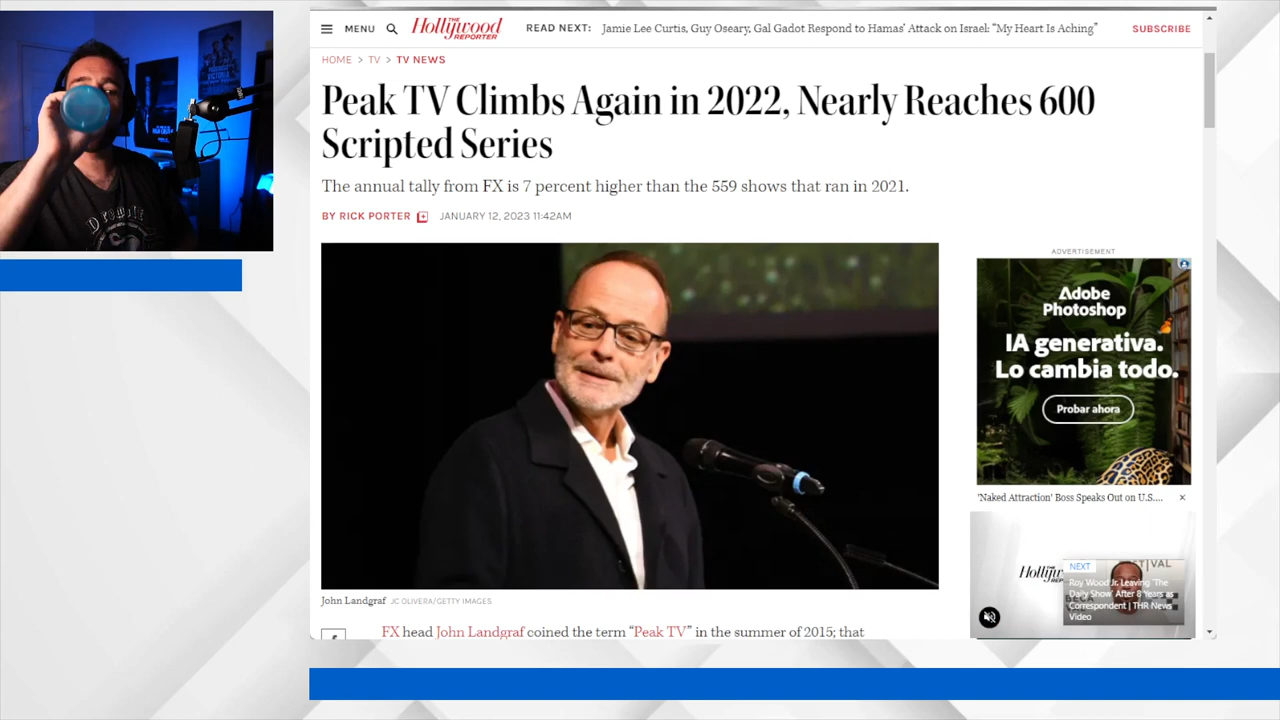 MENU
THE
Hollywood
REPORTER
READ NEXT:
Jamie Lee Curtis, Guy Oseary, Gal Gadot Respond to Hamas' Attack on Israel: “My Heart Is Aching”
SUBSCRIBE
HOME > TV > TV NEWS
Peak TV Climbs Again in 2022, Nearly Reaches 600
Scripted Series
The annual tally from FX is 7 percent higher than the 559 shows that ran in 2021.
BY RICK PORTER
JANUARY 12, 2023 11:42AM
ADVERTISEMENT
Adobe
Photoshop
IA generativa.
Lo cambia todo.
Probar ahora
'Naked Attraction' Boss Speaks Out on U.S....
NEXT
Roy Wood Jr. Leaving 'The
Daily Show' After 8 Years as
Correspondent | THR News
Video
John Landgraf JC OLIVERA/GETTY IMAGES
FX head John Landgraf coined the term “Peak TV” in the summer of 2015; that